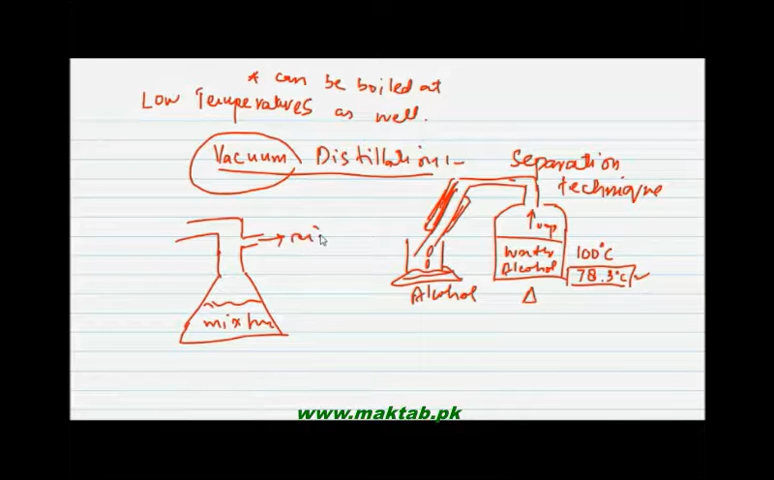 * can be boiled at
Low Temperatures as well.
Vacuum Distillation:-
Separation
technique
vap
Water
Alcohol
100°C
78.3°C
Alcohol
Δ
mixture
www.maktab.pk